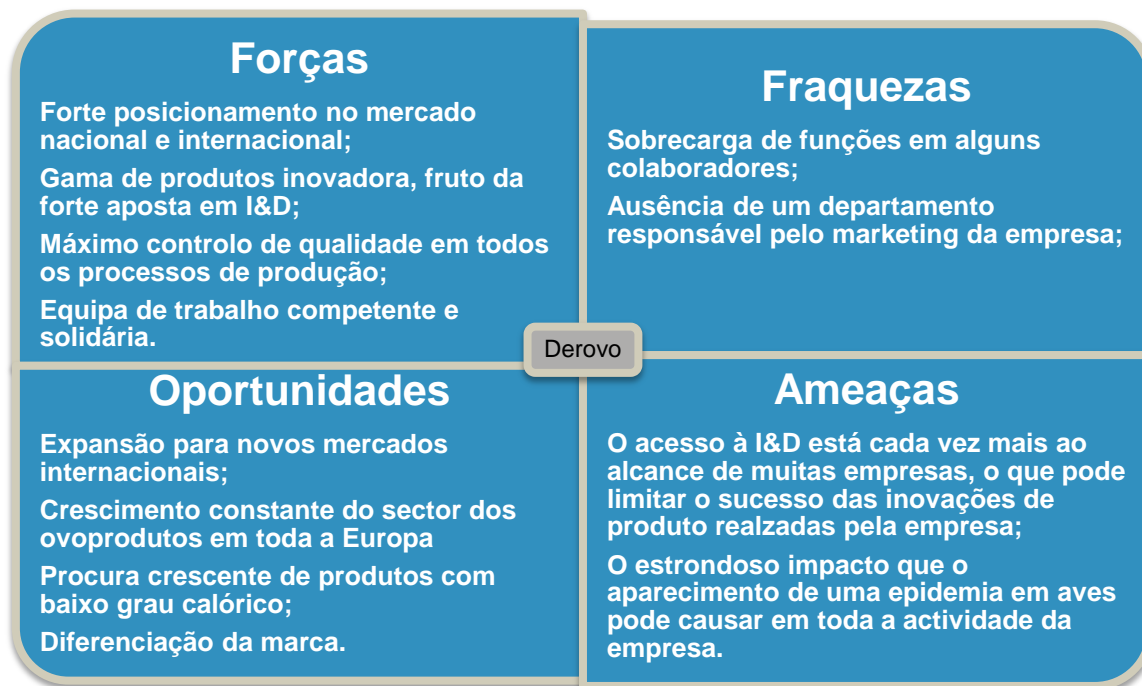 Forças
Forte posicionamento no mercado
nacional e internacional;
Gama de produtos inovadora, fruto da
forte aposta em I&D;
Máximo controlo de qualidade em todos
os processos de produção;
Equipa de trabalho competente e
solidária.
Fraquezas
Sobrecarga de funções em alguns
colaboradores;
Ausência de um departamento
responsável pelo marketing da empresa;
Derovo
Oportunidades
Expansão para novos mercados
internacionais;
Crescimento constante do sector dos
ovoprodutos em toda a Europa
Procura crescente de produtos com
baixo grau calórico;
Diferenciação da marca.
Ameaças
O acesso à I&D está cada vez mais ao
alcance de muitas empresas, o que pode
limitar o sucesso das inovações de
produto realzadas pela empresa;
O estrondoso impacto que o
aparecimento de uma epidemia em aves
pode causar em toda a actividade da
empresa.